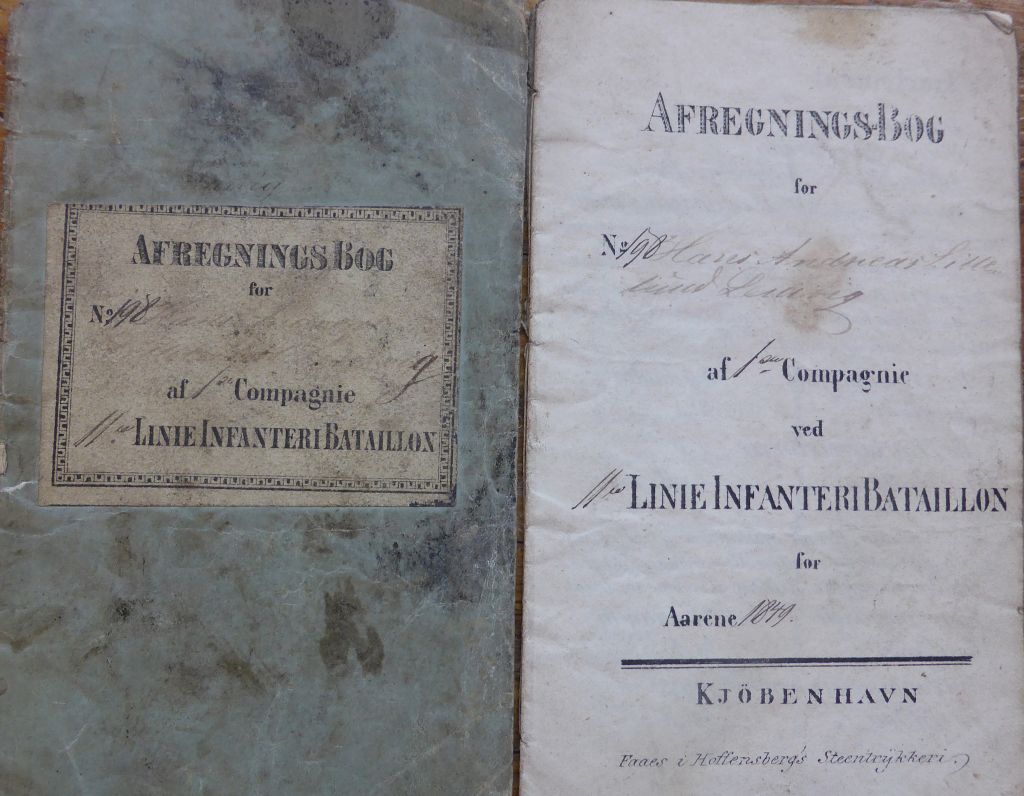 AFREGNINGS BOG
for
No 198
af 1ste Compagnie
11te LINIE INFANTERI BATAILLON
AFREGNINGS-BOG
for
No 198 Hans Andreas
af 1ste Compagnie
ved
11te LINIE INFANTERI BATAILLON
for
Aarene 1849.
KJÖBENHAVN
Faaes i Hoffensberg's Steentrykkeri.